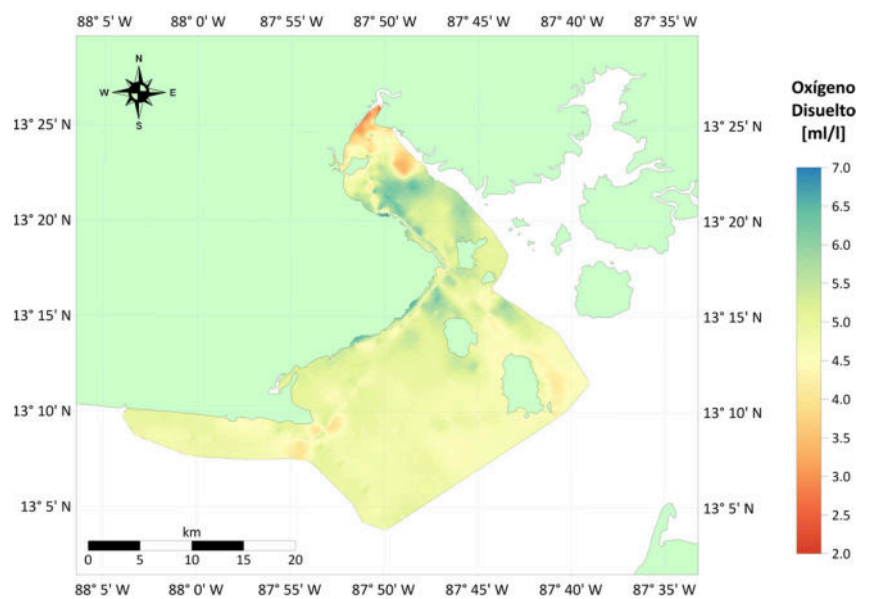 88° 5' W 88° 0' W 87° 55' W 87° 50' W 87° 45' W 87° 40' W 87° 35' W
N
W E
S
Oxígeno
Disuelto
[ml/l]
13° 25' N 13° 25' N
7.0
6.5
13° 20' N 13° 20' N
6.0
5.5
13° 15' N 13° 15' N
5.0
4.5
13° 10' N 13° 10' N
4.0
3.5
13° 5' N 13° 5' N
3.0
2.5
2.0
km
0 5 10 15 20
88° 5' W 88° 0' W 87° 55' W 87° 50' W 87° 45' W 87° 40' W 87° 35' W